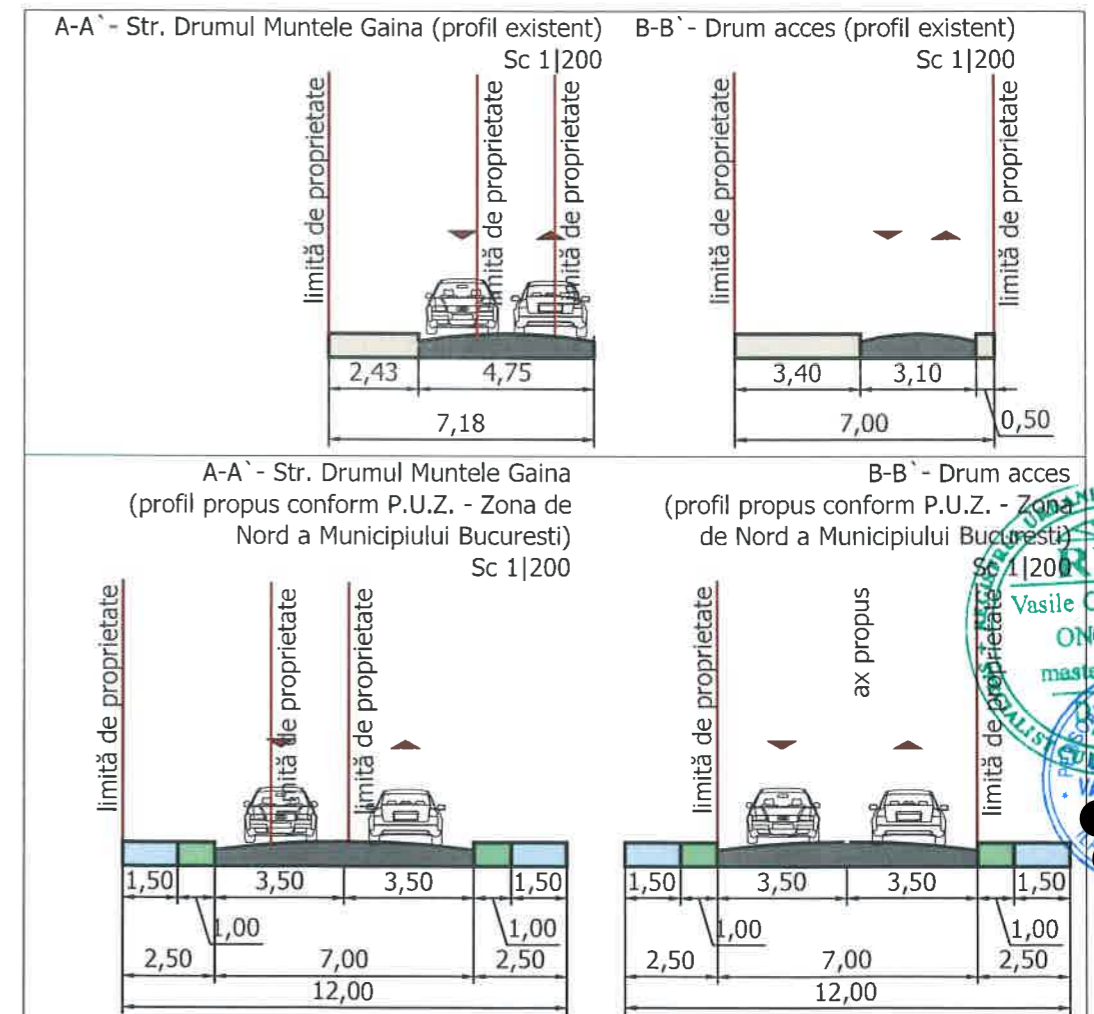 A-A`- Str. Drumul Muntele Gaina (profil existent)
Sc 1|200
limită de proprietate
limită de proprietate
limită de proprietate
2,43
4,75
7,18
B-B`- Drum acces (profil existent)
Sc 1|200
limită de proprietate
limită de proprietate
3,40
3,10
0,50
7,00
A-A`- Str. Drumul Muntele Gaina
(profil propus conform P.U.Z. - Zona de
Nord a Municipiului Bucuresti)
Sc 1|200
limită de proprietate
limită de proprietate
limită de proprietate
1,50
3,50
3,50
1,50
1,00
1,00
2,50
7,00
2,50
12,00
B-B`- Drum acces
(profil propus conform P.U.Z. - Zona
de Nord a Municipiului Bucuresti)
Sc 1|200
limită de proprietate
ax propus
limită de proprietate
1,50
3,50
3,50
1,50
1,00
1,00
2,50
7,00
2,50
12,00
REGISTRUL
Vasile